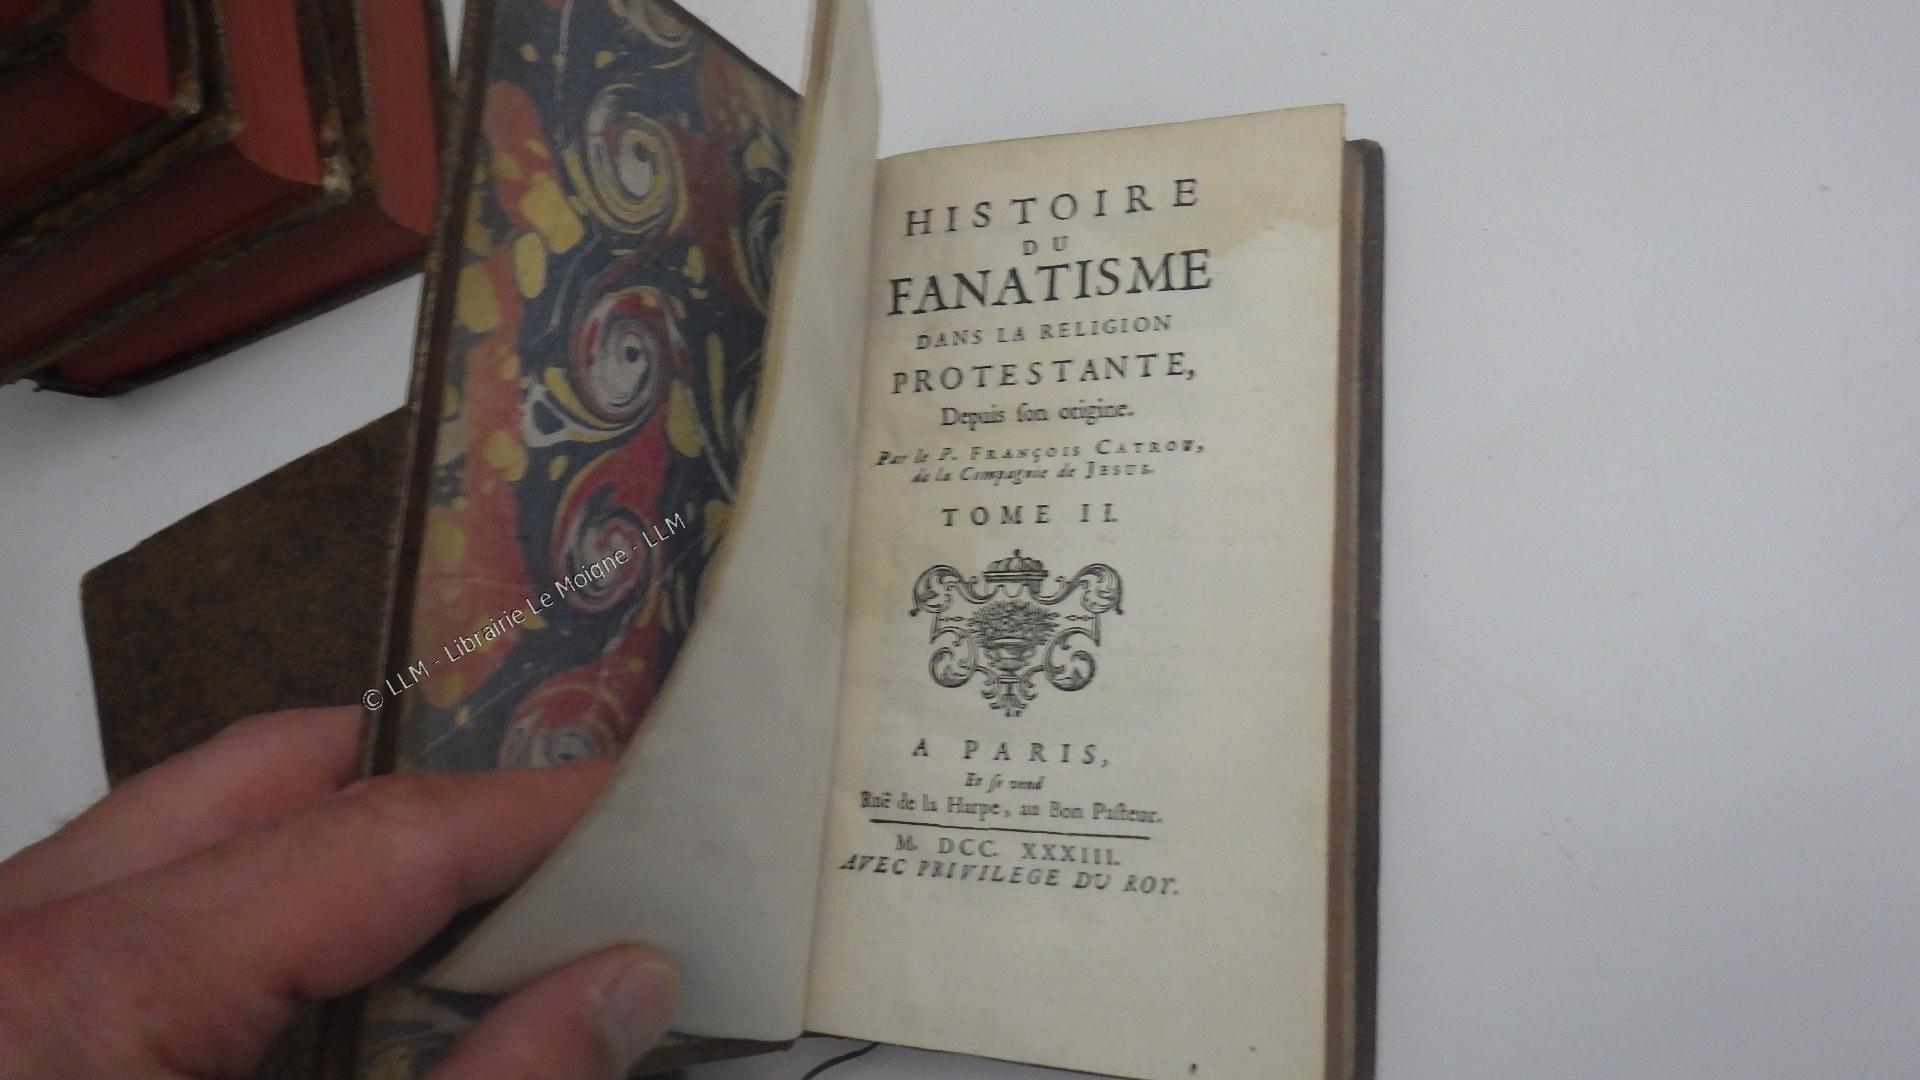 HISTOIRE
DU
FANATISME
DANS LA RELIGION
PROTESTANTE,
Depuis ſon origine.
Par le P. FRANÇOIS CATROU,
de la Compagnie de JESUS.
TOME II.
A PARIS,
Et ſe vend
Ruë de la Harpe, au Bon Paſteur.
M. DCC. XXXIII.
AVEC PRIVILEGE DU ROY.
© LLM - Librairie Le Moigne - LLM